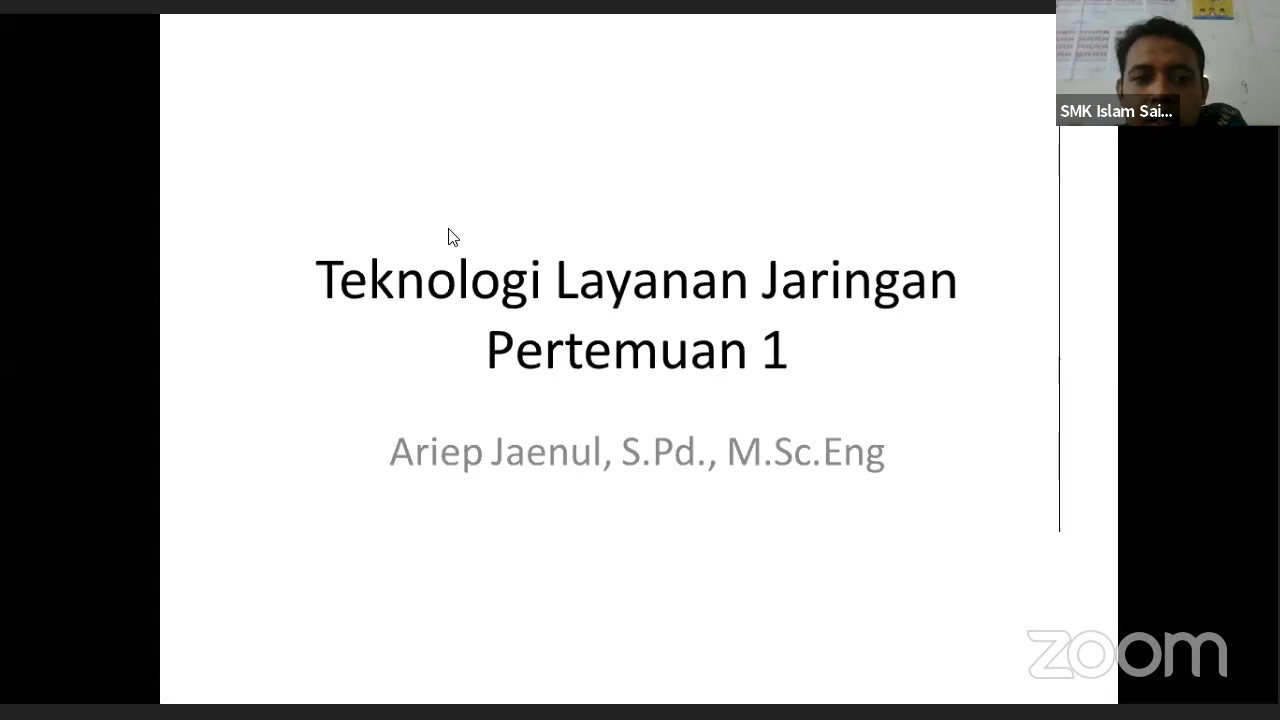 SMK Islam Sai...
Teknologi Layanan Jaringan
Pertemuan 1
Ariep Jaenul, S.Pd., M.Sc.Eng
zoom